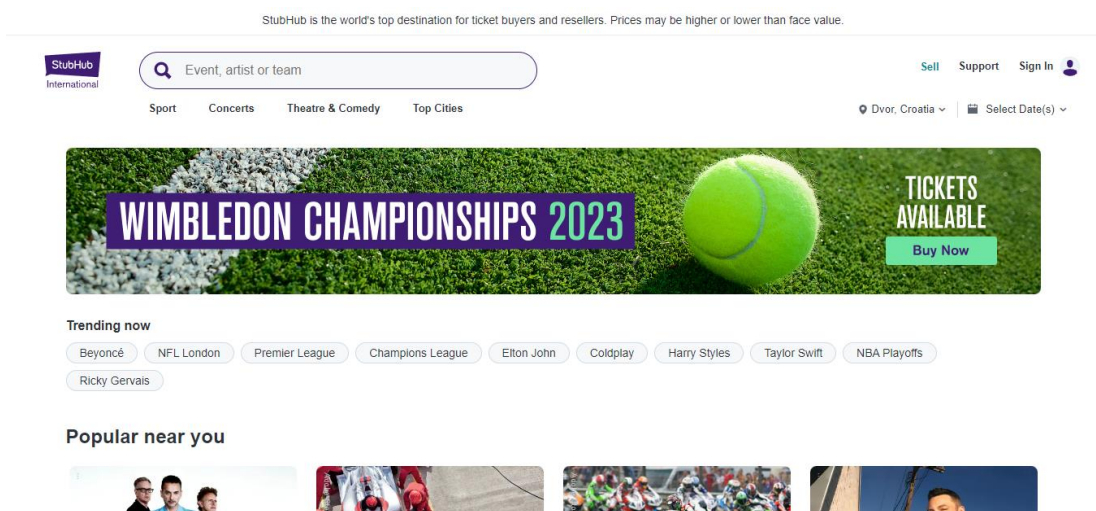 StubHub is the world's top destination for ticket buyers and resellers. Prices may be higher or lower than face value.
StubHub
International
Event, artist or team
Sell Support Sign In
Sport Concerts Theatre & Comedy Top Cities
Dvor, Croatia Select Date(s)
WIMBLEDON CHAMPIONSHIPS 2023
TICKETS
AVAILABLE
Buy Now
Trending now
Beyoncé NFL London Premier League Champions League Elton John Coldplay Harry Styles Taylor Swift NBA Playoffs
Ricky Gervais
Popular near you